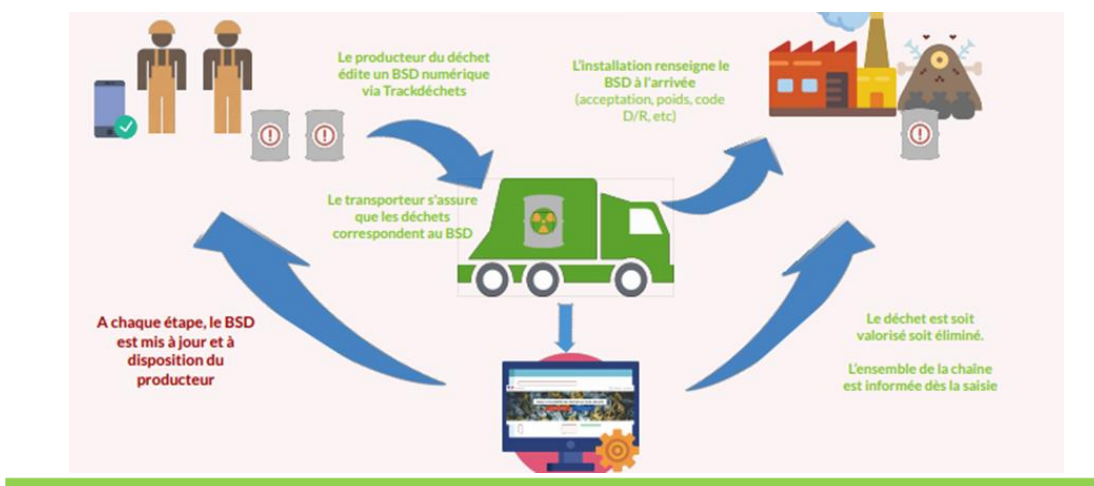 Le producteur du déchet
édite un BSD numérique
via Trackdéchets
L'installation renseigne le
BSD à l'arrivée
(acceptation, poids, code
D/R, etc)
Le transporteur s'assure
que les déchets
correspondent au BSD
A chaque étape, le BSD
est mis à jour et à
disposition du
producteur
Le déchet est soit
valorisé soit éliminé.
L'ensemble de la chaîne
est informée dès la saisie